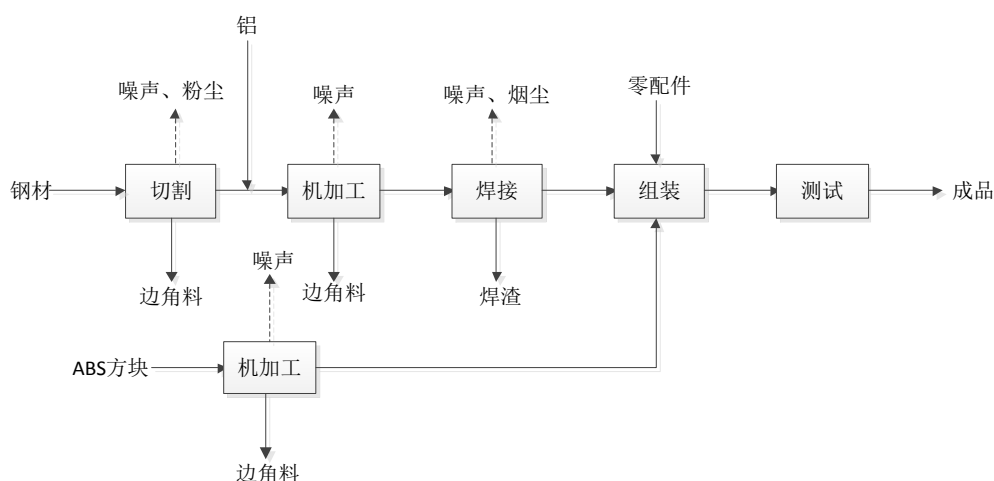 铝
噪声、粉尘
噪声
噪声、烟尘
零配件
钢材
切割
机加工
焊接
组装
测试
成品
边角料
噪声
边角料
焊渣
ABS方块
机加工
边角料